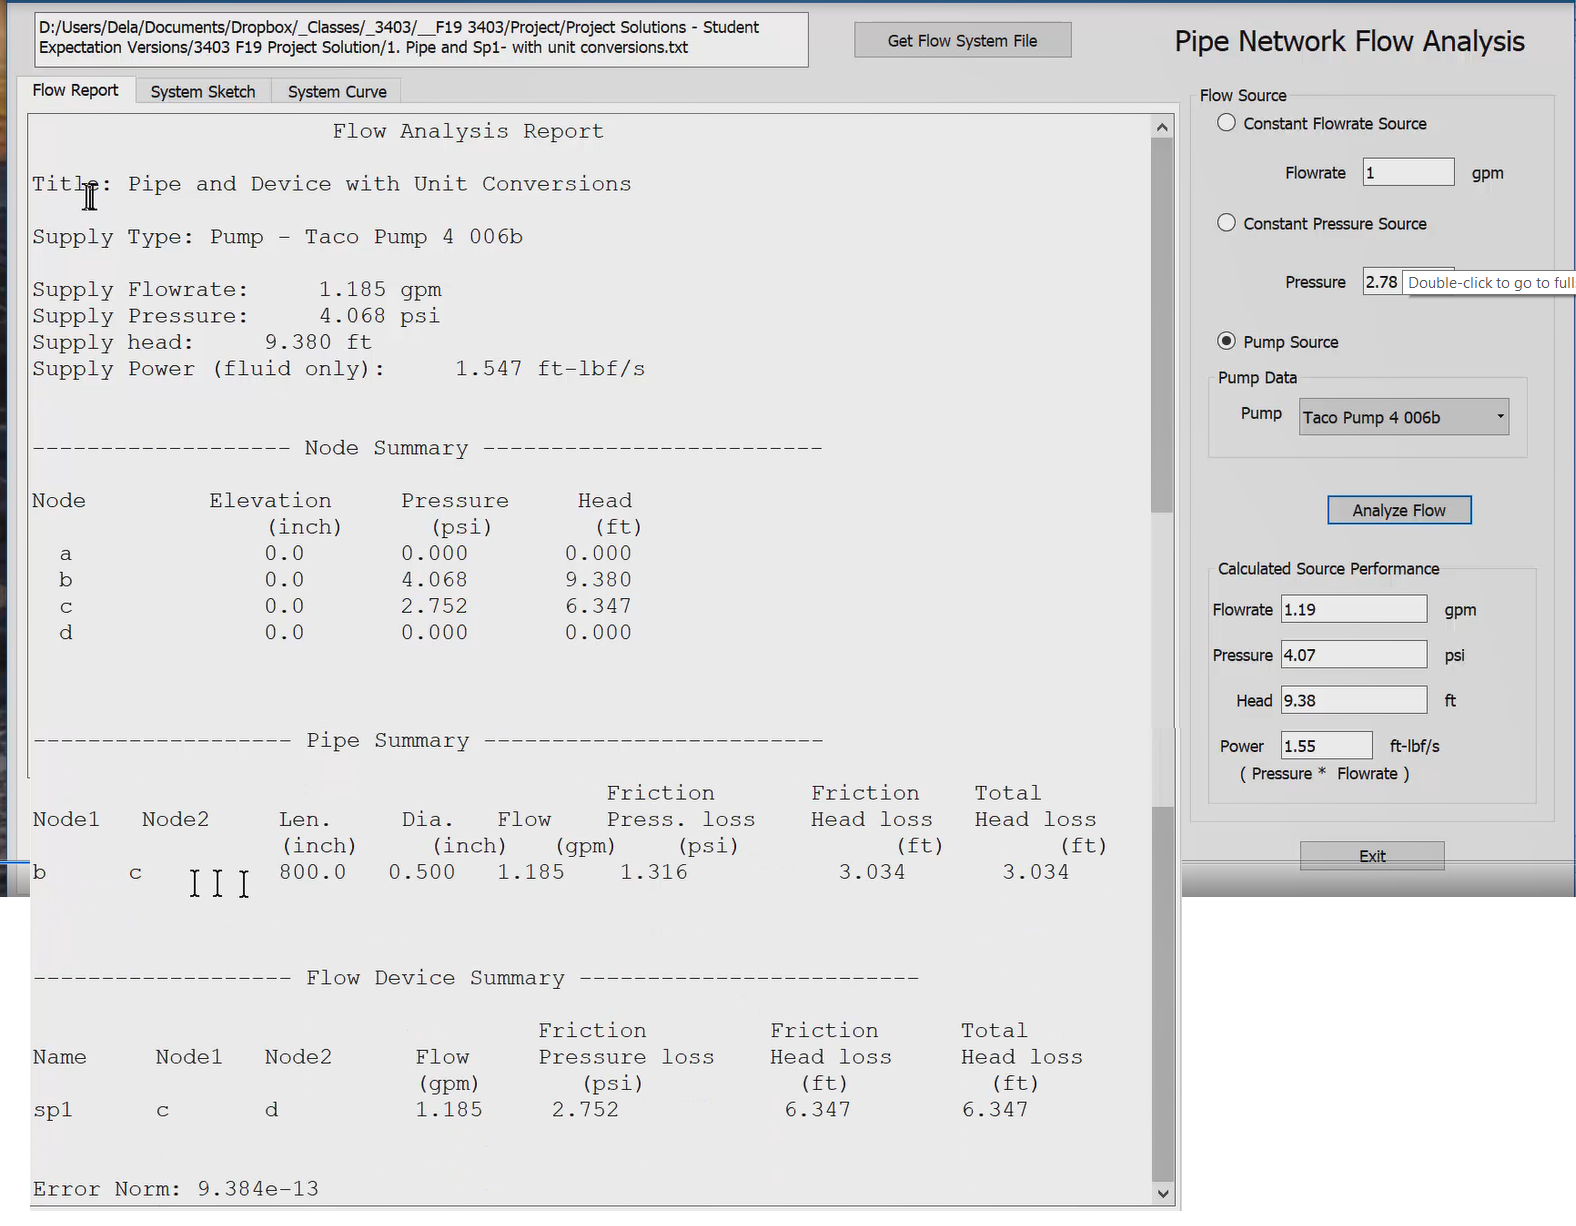 D:/Users/Dela/Documents/Dropbox/_Classes/_3403/__F19 3403/Project/Project Solutions - Student
Expectation Versions/3403 F19 Project Solution/1. Pipe and Sp1- with unit conversions.txt
Get Flow System File
Pipe Network Flow Analysis
Flow Report
System Sketch
System Curve
Flow Analysis Report
Title: Pipe and Device with Unit Conversions
Supply Type: Pump - Taco Pump 4 006b
Supply Flowrate: 1.185 gpm
Supply Pressure: 4.068 psi
Supply head: 9.380 ft
Supply Power (fluid only): 1.547 ft-lbf/s
------------------- Node Summary -------------------------
Node Elevation Pressure Head
(inch) (psi) (ft)
a 0.0 0.000 0.000
b 0.0 4.068 9.380
c 0.0 2.752 6.347
d 0.0 0.000 0.000
------------------- Pipe Summary -------------------------
Friction Friction Total
Node1 Node2 Len. Dia. Flow Press. loss Head loss Head loss
(inch) (inch) (gpm) (psi) (ft) (ft)
b c 800.0 0.500 1.185 1.316 3.034 3.034
------------------- Flow Device Summary -------------------------
Friction Friction Total
Name Node1 Node2 Flow Pressure loss Head loss Head loss
(gpm) (psi) (ft) (ft)
sp1 c d 1.185 2.752 6.347 6.347
Error Norm: 9.384e-13
Flow Source
Constant Flowrate Source
Flowrate 1 gpm
Constant Pressure Source
Pressure 2.78
Double-click to go to full
Pump Source
Pump Data
Pump Taco Pump 4 006b
Analyze Flow
Calculated Source Performance
Flowrate 1.19 gpm
Pressure 4.07 psi
Head 9.38 ft
Power 1.55 ft-lbf/s
( Pressure * Flowrate )
Exit